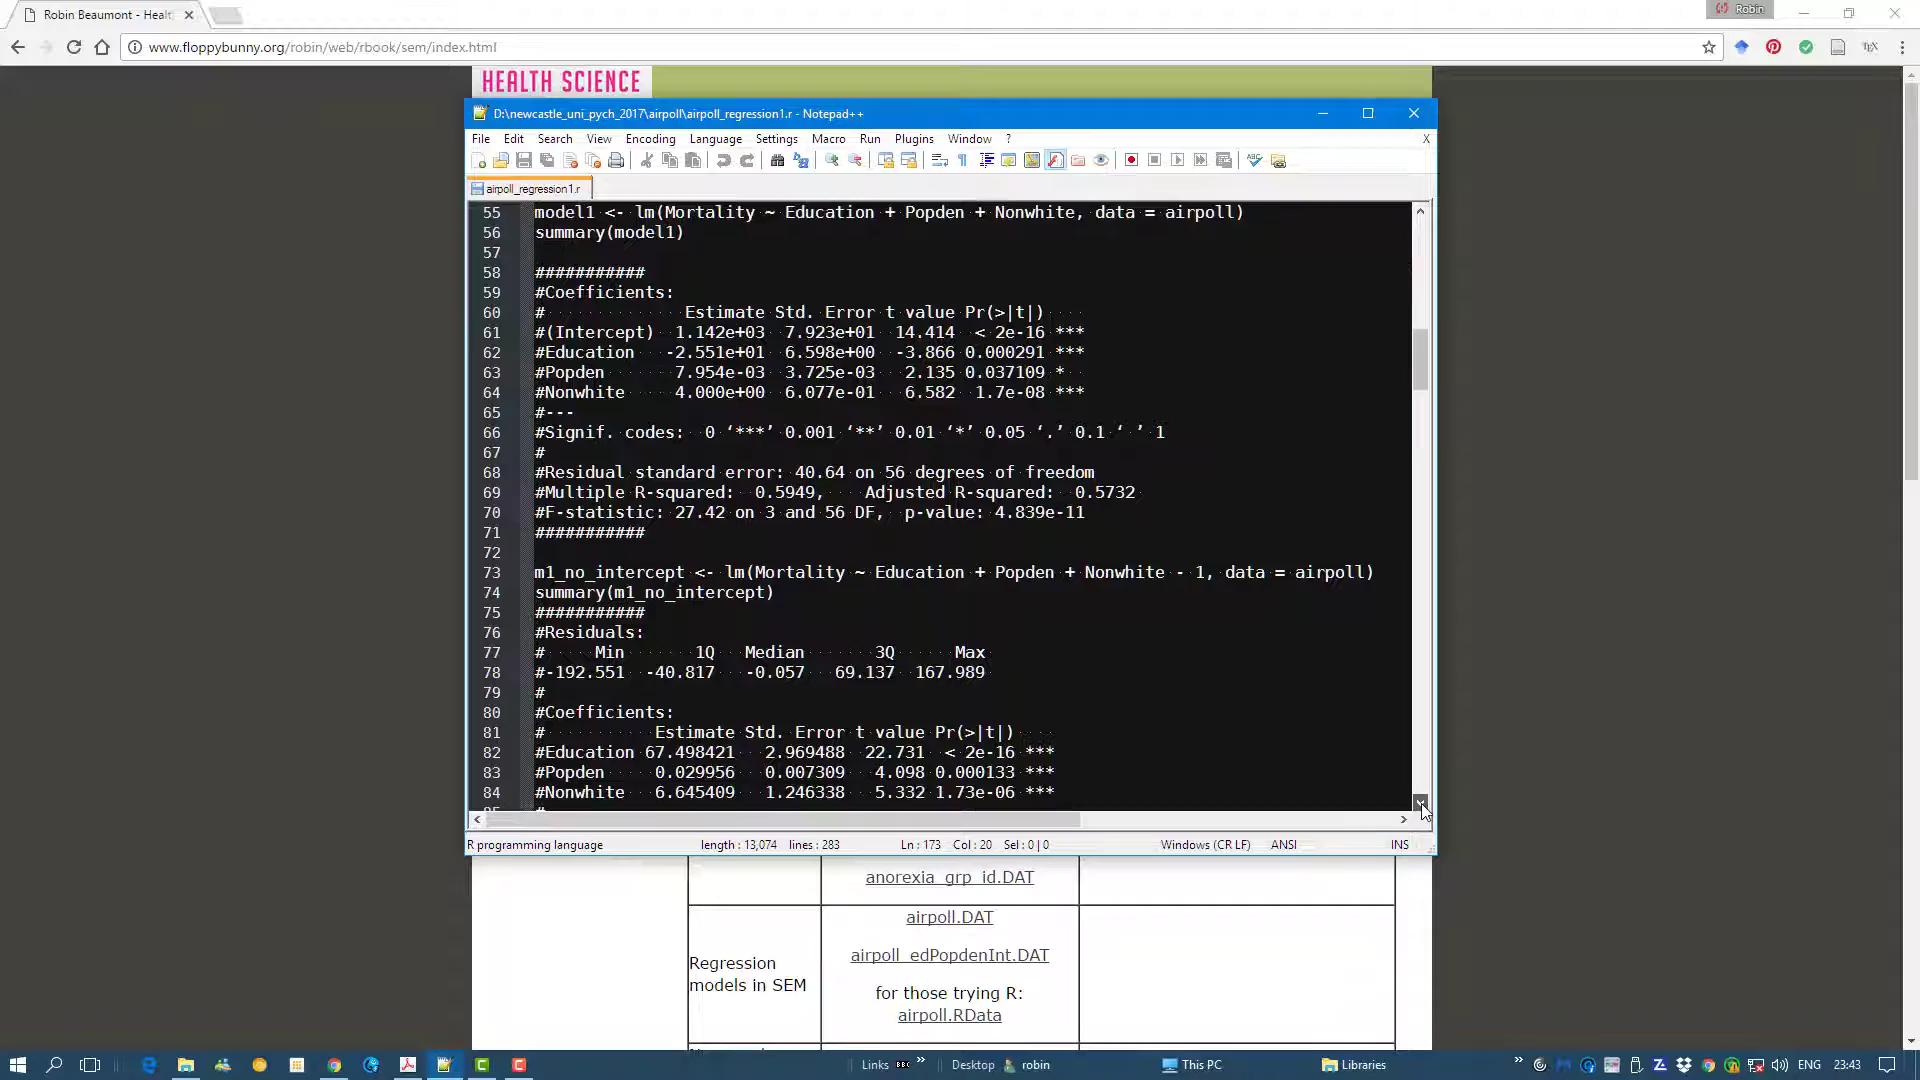 Robin Beaumont - Healt
Robin
www.floppybunny.org/robin/web/rbook/sem/index.html
HEALTH SCIENCE
D:\newcastle_uni_pych_2017\airpoll\airpoll_regression1.r - Notepad++
File Edit Search View Encoding Language Settings Macro Run Plugins Window ? X
airpoll_regression1.r
55 model1 <- lm(Mortality ~ Education + Popden + Nonwhite, data = airpoll)
56 summary(model1)
57
58 ###########
59 #Coefficients:
60 # Estimate Std. Error t value Pr(>|t|)
61 #(Intercept) 1.142e+03 7.923e+01 14.414 < 2e-16 ***
62 #Education -2.551e+01 6.598e+00 -3.866 0.000291 ***
63 #Popden 7.954e-03 3.725e-03 2.135 0.037109 *
64 #Nonwhite 4.000e+00 6.077e-01 6.582 1.7e-08 ***
65 #---
66 #Signif. codes: 0 ‘***’ 0.001 ‘**’ 0.01 ‘*’ 0.05 ‘.’ 0.1 ‘ ’ 1
67 #
68 #Residual standard error: 40.64 on 56 degrees of freedom
69 #Multiple R-squared: 0.5949, Adjusted R-squared: 0.5732
70 #F-statistic: 27.42 on 3 and 56 DF, p-value: 4.839e-11
71 ###########
72
73 m1_no_intercept <- lm(Mortality ~ Education + Popden + Nonwhite - 1, data = airpoll)
74 summary(m1_no_intercept)
75 ###########
76 #Residuals:
77 # Min 1Q Median 3Q Max
78 #-192.551 -40.817 -0.057 69.137 167.989
79 #
80 #Coefficients:
81 # Estimate Std. Error t value Pr(>|t|)
82 #Education 67.498421 2.969488 22.731 < 2e-16 ***
83 #Popden 0.029956 0.007309 4.098 0.000133 ***
84 #Nonwhite 6.645409 1.246338 5.332 1.73e-06 ***
R programming language length : 13,074 lines : 283 Ln : 173 Col : 20 Sel : 0 | 0 Windows (CR LF) ANSI INS
anorexia_grp_id.DAT
airpoll.DAT
airpoll_edPopdenInt.DAT
Regression
models in SEM
for those trying R:
airpoll.RData
Links BBC » Desktop robin This PC Libraries » ENG 23:43